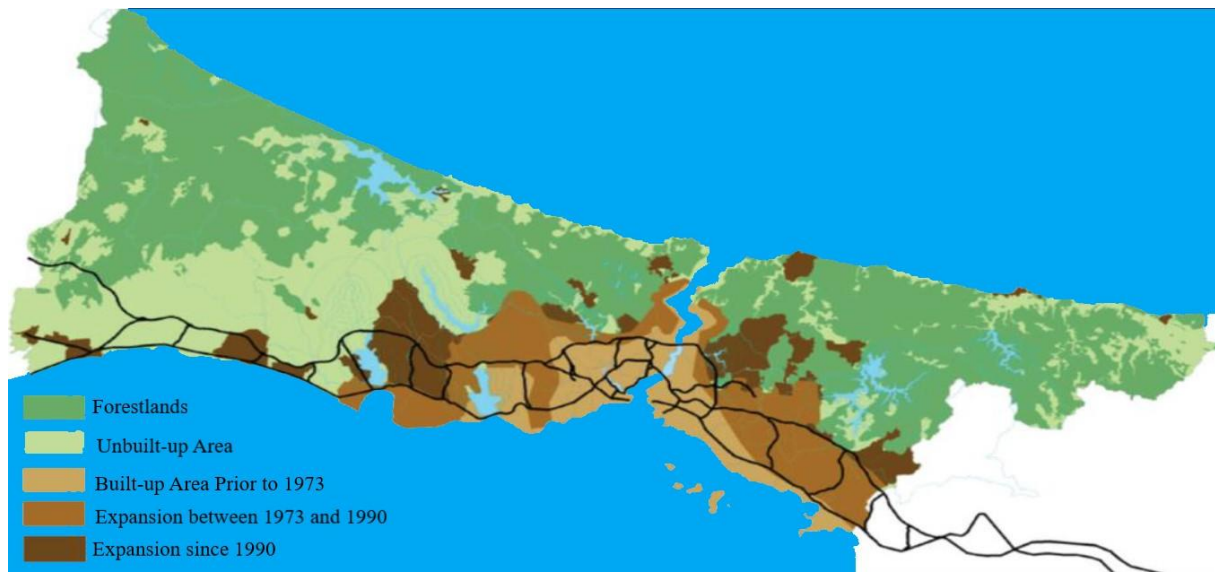 Forestlands
Unbuilt-up Area
Built-up Area Prior to 1973
Expansion between 1973 and 1990
Expansion since 1990